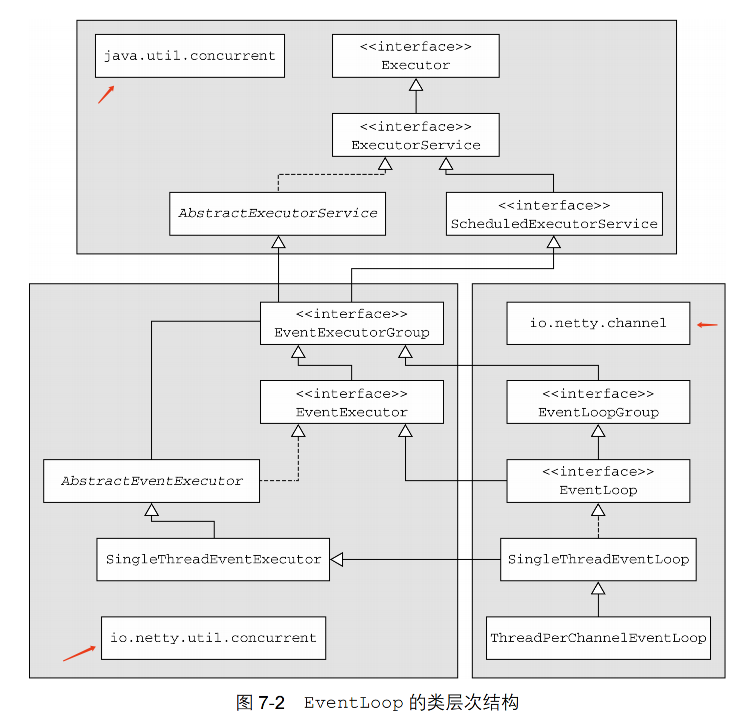 java.util.concurrent
<<interface>>
Executor
<<interface>>
ExecutorService
AbstractExecutorService
<<interface>>
ScheduledExecutorService
<<interface>>
EventExecutorGroup
io.netty.channel
<<interface>>
EventExecutor
<<interface>>
EventLoopGroup
AbstractEventExecutor
<<interface>>
EventLoop
SingleThreadEventExecutor
SingleThreadEventLoop
io.netty.util.concurrent
ThreadPerChannelEventLoop
图 7-2 EventLoop 的类层次结构